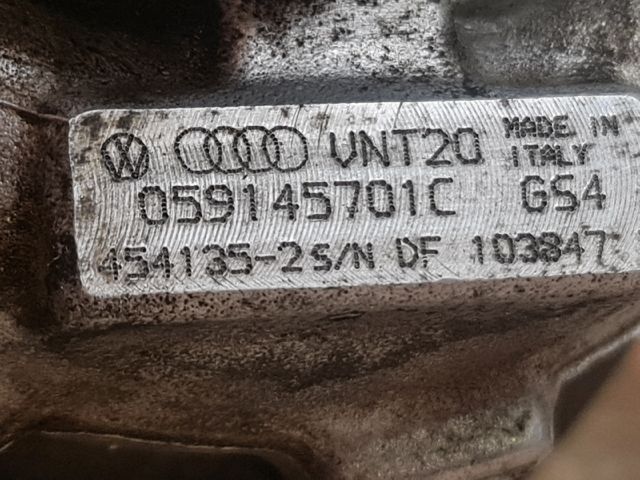 VNT20 MADE IN ITALY
059145701C GS4
454135-2 S/N DF 103847